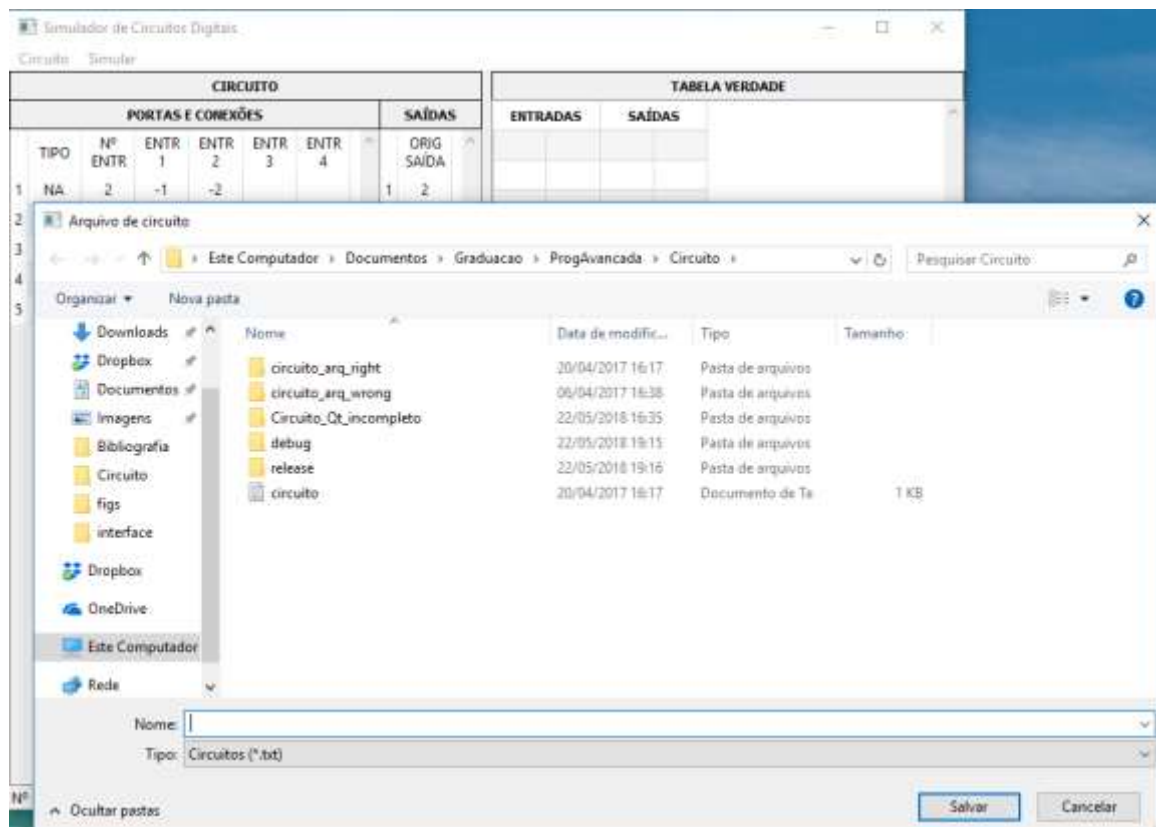 Simulador de Circuitos Digitais
Circuito Simular
CIRCUITO TABELA VERDADE
PORTAS E CONEXÕES SAÍDAS ENTRADAS SAÍDAS
TIPO Nº ENTR ENTR 1 ENTR 2 ENTR 3 ENTR 4 ORIG SAÍDA
1 NA 2 -1 -2 1 2
2
3
4
5
Arquivo de circuito
Este Computador Documentos Graduacao ProgAvancada Circuito Pesquisar Circuito
Organizar Nova pasta
Nome Data de modific... Tipo Tamanho
circuito_arq_right 20/04/2017 16:17 Pasta de arquivos
circuito_arq_wrong 06/04/2017 16:38 Pasta de arquivos
Circuito_Qt_incompleto 22/05/2018 16:35 Pasta de arquivos
debug 22/05/2018 19:15 Pasta de arquivos
release 22/05/2018 19:16 Pasta de arquivos
circuito 20/04/2017 16:17 Documento de Ta 1 KB
Downloads
Dropbox
Documentos
Imagens
Bibliografia
Circuito
figs
interface
Dropbox
OneDrive
Este Computador
Rede
Nome:
Tipo: Circuitos (*.txt)
Nº
Ocultar pastas Salvar Cancelar